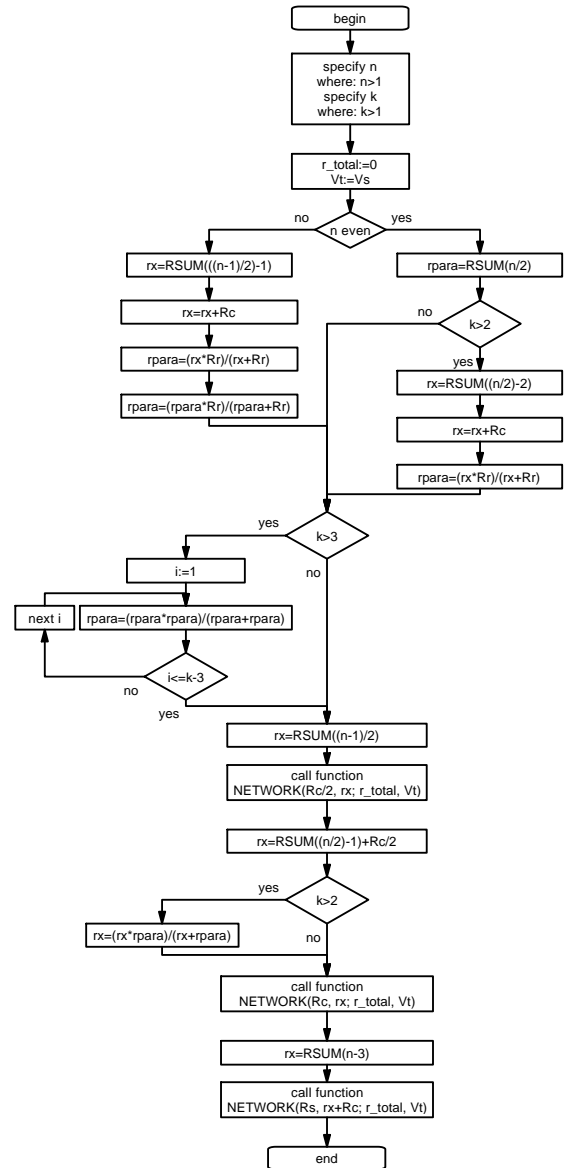 begin
specify n
where: n>1
specify k
where: k>1
r_total:=0
Vt:=Vs
no
n even
yes
rx=RSUM(((n-1)/2)-1)
rx=rx+Rc
rpara=(rx*Rr)/(rx+Rr)
rpara=(rpara*Rr)/(rpara+Rr)
rpara=RSUM(n/2)
no
k>2
yes
rx=RSUM((n/2)-2)
rx=rx+Rc
rpara=(rx*Rr)/(rx+Rr)
yes
k>3
no
i:=1
next i
rpara=(rpara*rpara)/(rpara+rpara)
i<=k-3
no
yes
rx=RSUM((n-1)/2)
call function
NETWORK(Rc/2, rx; r_total, Vt)
rx=RSUM((n/2)-1)+Rc/2
yes
k>2
no
rx=(rx*rpara)/(rx+rpara)
call function
NETWORK(Rc, rx; r_total, Vt)
rx=RSUM(n-3)
call function
NETWORK(Rs, rx+Rc; r_total, Vt)
end